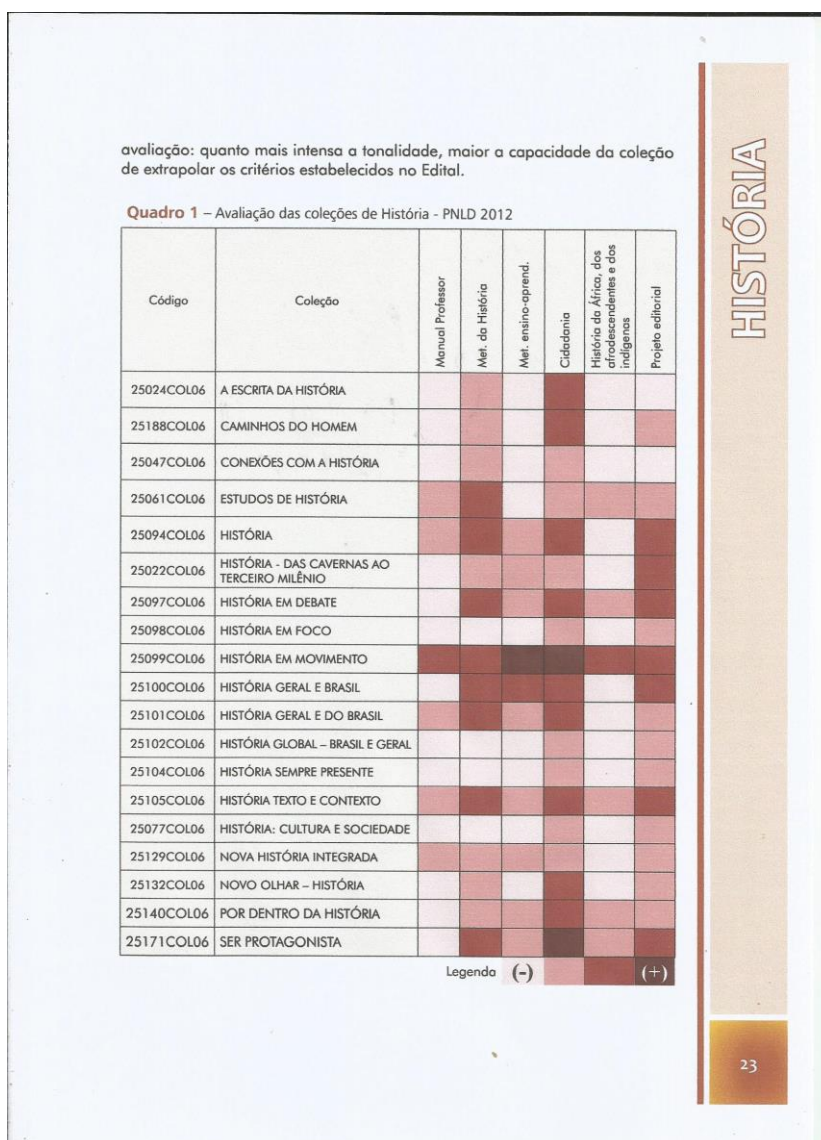 avaliação: quanto mais intensa a tonalidade, maior a capacidade da coleção
de extrapolar os critérios estabelecidos no Edital.
Quadro 1 – Avaliação das coleções de História - PNLD 2012
Código
Coleção
Manual Professor
Met. da História
Met. ensino-aprend.
Cidadania
História da África, dos
afrodescendentes e dos
indígenas
Projeto editorial
25024COL06 A ESCRITA DA HISTÓRIA
25188COL06 CAMINHOS DO HOMEM
25047COL06 CONEXÕES COM A HISTÓRIA
25061COL06 ESTUDOS DE HISTÓRIA
25094COL06 HISTÓRIA
25022COL06 HISTÓRIA - DAS CAVERNAS AO
TERCEIRO MILÊNIO
25097COL06 HISTÓRIA EM DEBATE
25098COL06 HISTÓRIA EM FOCO
25099COL06 HISTÓRIA EM MOVIMENTO
25100COL06 HISTÓRIA GERAL E BRASIL
25101COL06 HISTÓRIA GERAL E DO BRASIL
25102COL06 HISTÓRIA GLOBAL – BRASIL E GERAL
25104COL06 HISTÓRIA SEMPRE PRESENTE
25105COL06 HISTÓRIA TEXTO E CONTEXTO
25077COL06 HISTÓRIA: CULTURA E SOCIEDADE
25129COL06 NOVA HISTÓRIA INTEGRADA
25132COL06 NOVO OLHAR – HISTÓRIA
25140COL06 POR DENTRO DA HISTÓRIA
25171COL06 SER PROTAGONISTA
Legenda (-) (+)
HISTÓRIA
23